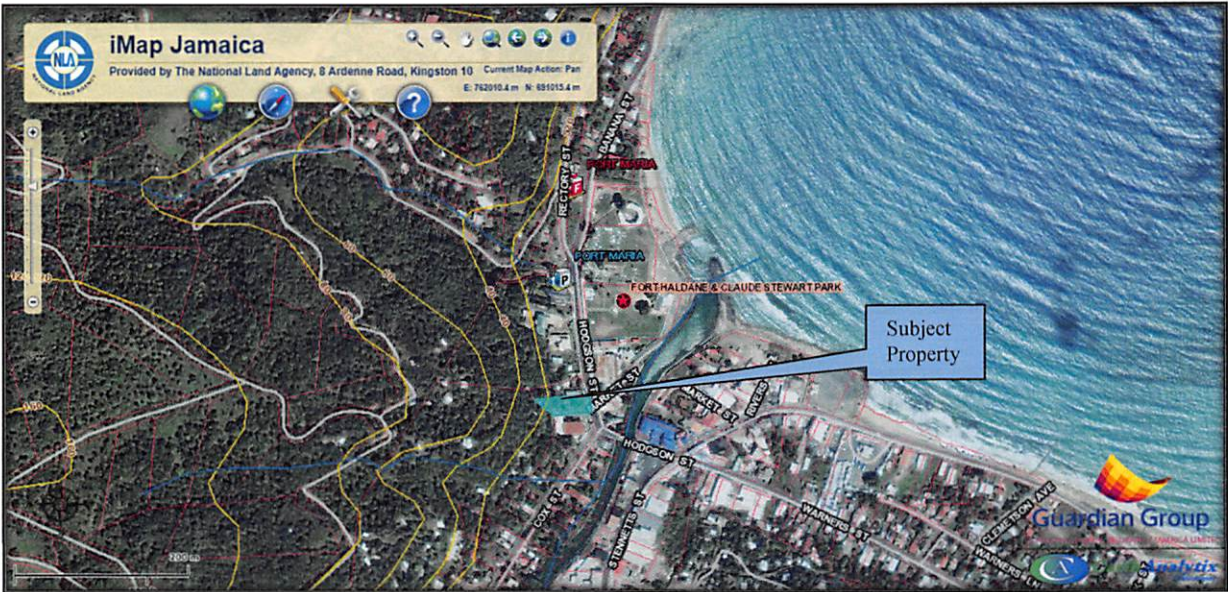 iMap Jamaica
Provided by The National Land Agency, 8 Ardenne Road, Kingston 10
Current Map Action: Pan
E: 762010.4 m N: 691015.4 m
NLA
NATIONAL LAND AGENCY
?
BANANA ST
RECTORY ST
PORT MARIA
F
PORT MARIA
P
FORT HALDANE & CLAUDE STEWART PARK
HODGSON ST
Subject
Property
MARKET ST
MARKET ST
RIVERS
HODGSON ST
COX ST
STENNETTS ST
WARNERS ST
CLEMETSON AVE
WARNERS LN
200 m
Guardian Group
Analytix